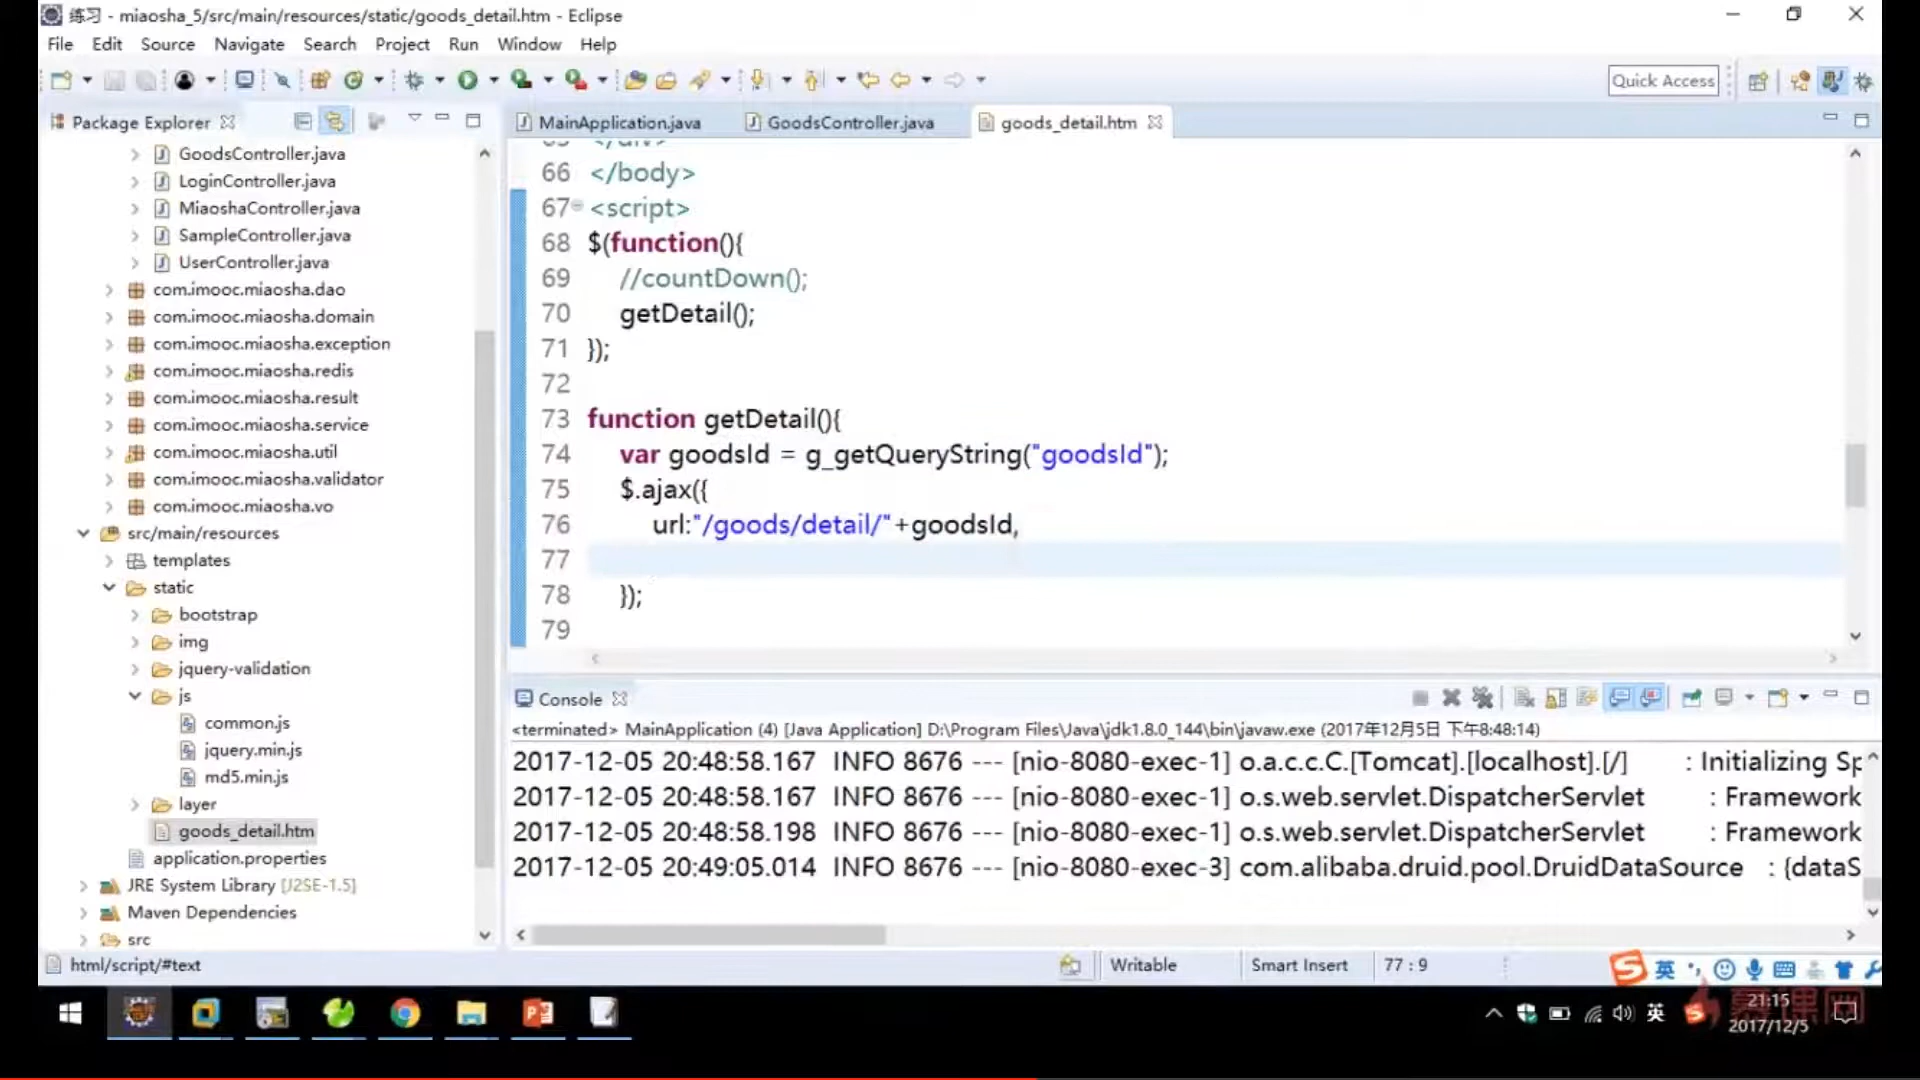 练习 - miaosha_5/src/main/resources/static/goods_detail.htm - Eclipse
File Edit Source Navigate Search Project Run Window Help
Quick Access
Package Explorer
GoodsController.java
LoginController.java
MiaoshaController.java
SampleController.java
UserController.java
com.imooc.miaosha.dao
com.imooc.miaosha.domain
com.imooc.miaosha.exception
com.imooc.miaosha.redis
com.imooc.miaosha.result
com.imooc.miaosha.service
com.imooc.miaosha.util
com.imooc.miaosha.validator
com.imooc.miaosha.vo
src/main/resources
templates
static
bootstrap
img
jquery-validation
js
common.js
jquery.min.js
md5.min.js
layer
goods_detail.htm
application.properties
JRE System Library [J2SE-1.5]
Maven Dependencies
src
MainApplication.java GoodsController.java goods_detail.htm
65 </div>
66 </body>
67 <script>
68 $(function(){
69 //countDown();
70 getDetail();
71 });
72
73 function getDetail(){
74 var goodsId = g_getQueryString("goodsId");
75 $.ajax({
76 url:"/goods/detail/"+goodsId,
77
78 });
79
Console
<terminated> MainApplication (4) [Java Application] D:\Program Files\Java\jdk1.8.0_144\bin\javaw.exe (2017年12月5日 下午8:48:14)
2017-12-05 20:48:58.167 INFO 8676 --- [nio-8080-exec-1] o.a.c.c.C.[Tomcat].[localhost].[/] : Initializing Sp
2017-12-05 20:48:58.167 INFO 8676 --- [nio-8080-exec-1] o.s.web.servlet.DispatcherServlet : Framework
2017-12-05 20:48:58.198 INFO 8676 --- [nio-8080-exec-1] o.s.web.servlet.DispatcherServlet : Framework
2017-12-05 20:49:05.014 INFO 8676 --- [nio-8080-exec-3] com.alibaba.druid.pool.DruidDataSource : {dataS
html/script/#text Writable Smart Insert 77 : 9
英
英
21:15
2017/12/5
慕课网